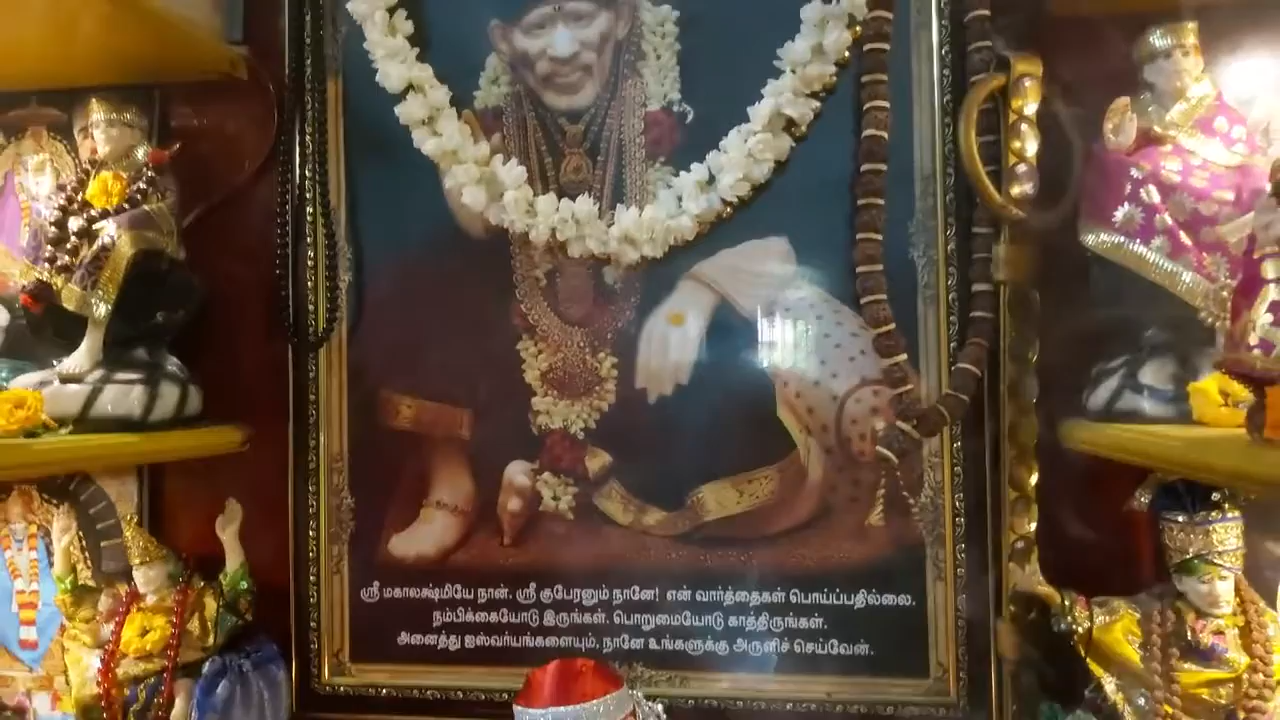 ஸ்ரீ மகாலக்ஷ்மியே நான். ஸ்ரீ குபேரனும் நானே! என் வார்த்தைகள் பொய்ப்பதில்லை.
நம்பிக்கையோடு இருங்கள். பொறுமையோடு காத்திருங்கள்.
அனைத்து ஐஸ்வர்யங்களையும், நானே உங்களுக்கு அருளிச் செய்வேன்.